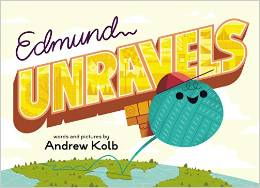 Edmund
UNRAVELS
words and pictures by
Andrew Kolb